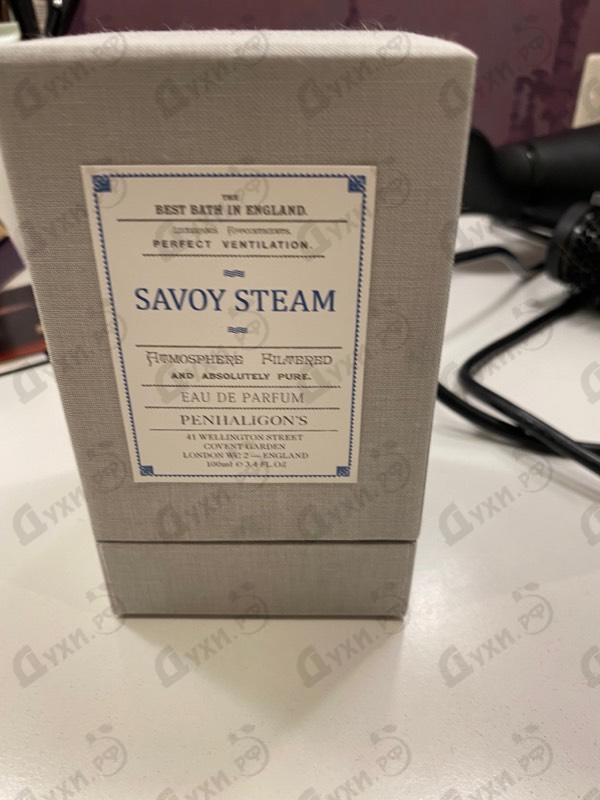 THE
BEST BATH IN ENGLAND.
PERFECT VENTILATION.
SAVOY STEAM
ATMOSPHERE FILTERED
AND ABSOLUTELY PURE.
EAU DE PARFUM
PENHALIGON'S
41 WELLINGTON STREET
COVENT GARDEN
LONDON WC 2 — ENGLAND
100ml ℮ 3.4 FL.OZ
Духи.рф